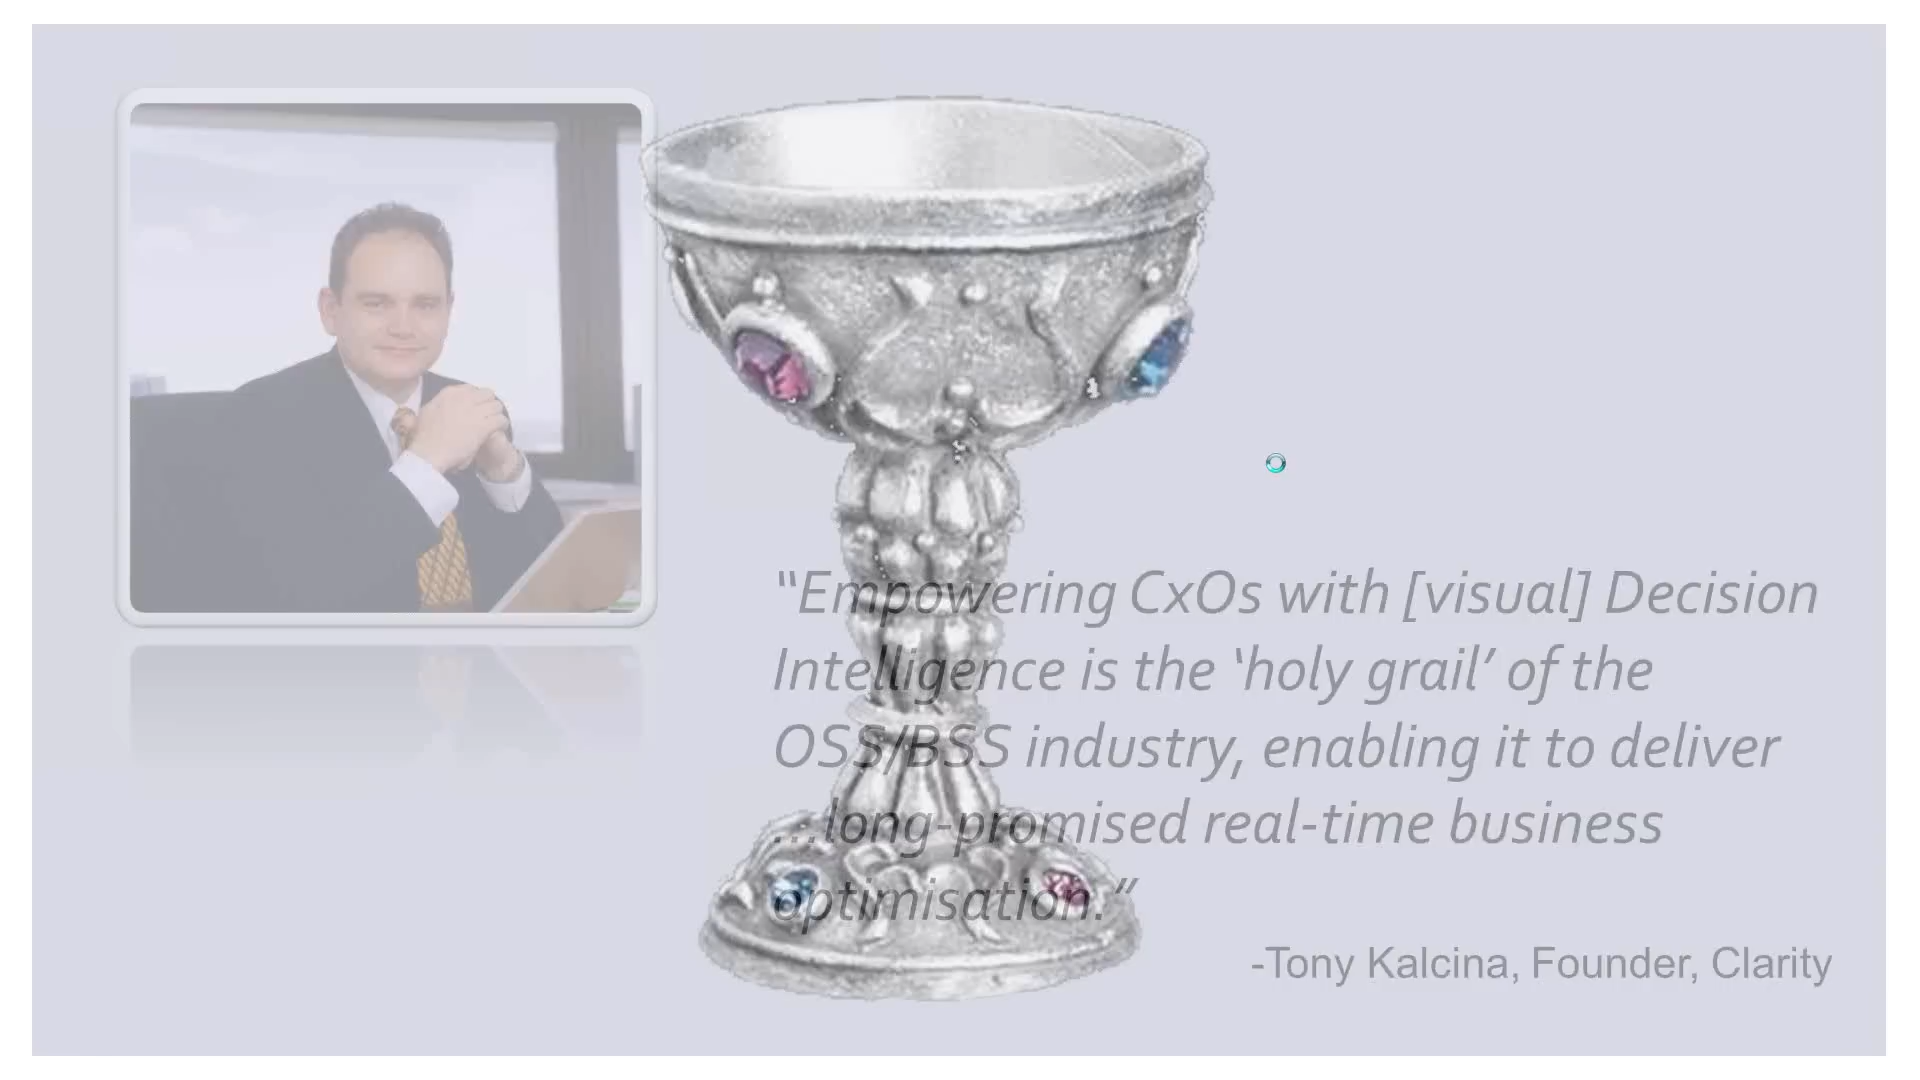 “Empowering CxOs with [visual] Decision
Intelligence is the ‘holy grail’ of the
OSS/BSS industry, enabling it to deliver
...long-promised real-time business
optimisation.”
-Tony Kalcina, Founder, Clarity